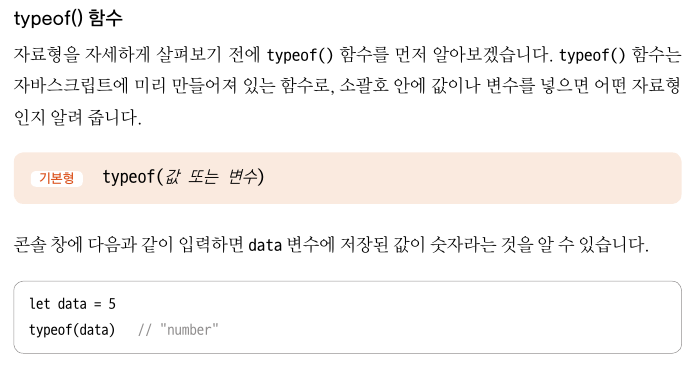 typeof() 함수
자료형을 자세하게 살펴보기 전에 typeof() 함수를 먼저 알아보겠습니다. typeof() 함수는
자바스크립트에 미리 만들어져 있는 함수로, 소괄호 안에 값이나 변수를 넣으면 어떤 자료형
인지 알려 줍니다.
기본형 typeof(값 또는 변수)
콘솔 창에 다음과 같이 입력하면 data 변수에 저장된 값이 숫자라는 것을 알 수 있습니다.
let data = 5
typeof(data) // "number"